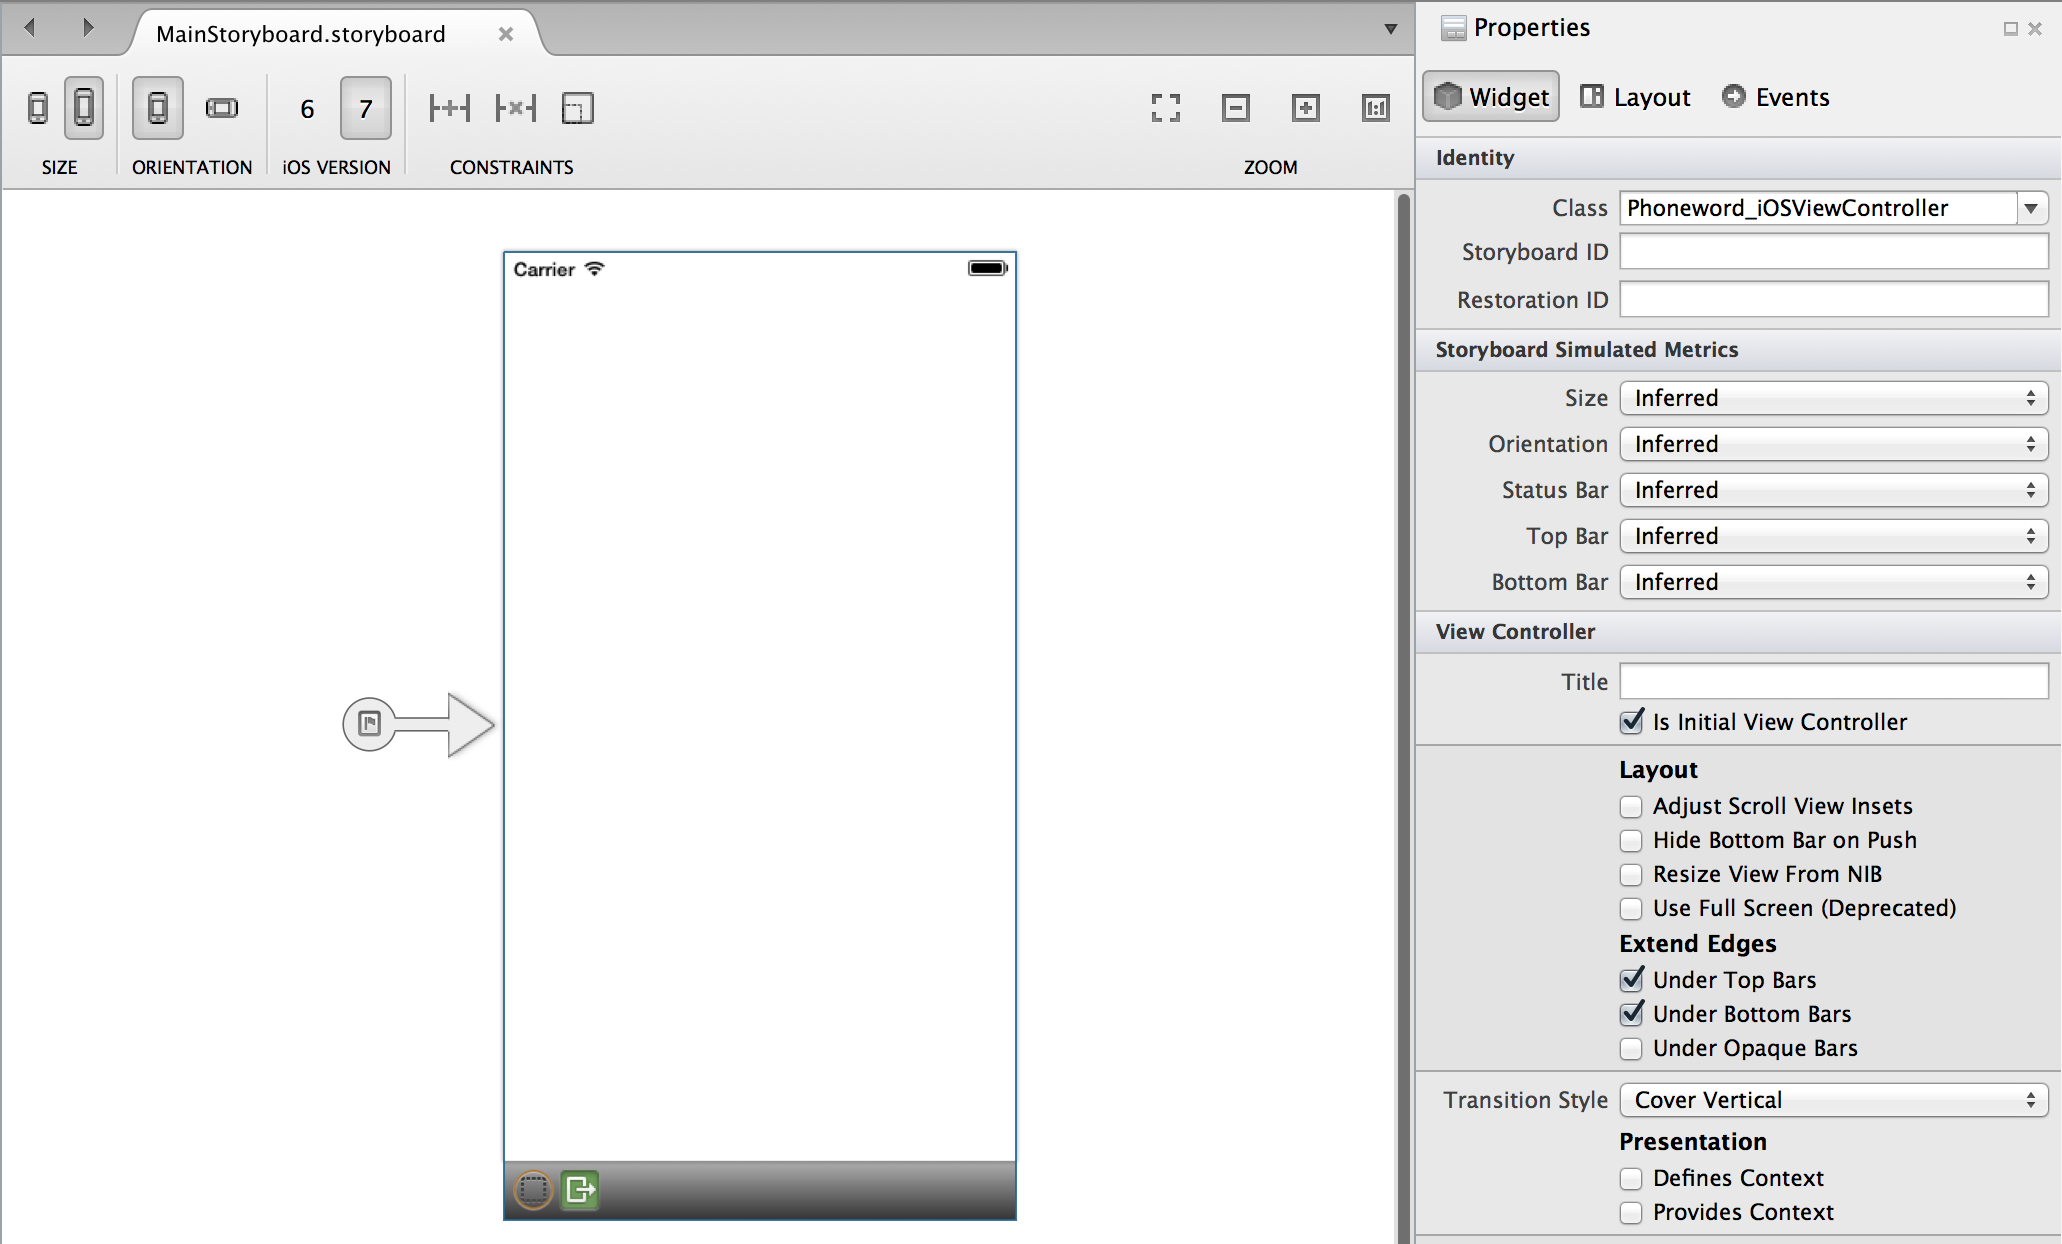 MainStoryboard.storyboard
6 7
SIZE ORIENTATION iOS VERSION CONSTRAINTS ZOOM
1:1
Carrier
Properties
Widget Layout Events
Identity
Class Phoneword_iOSViewController
Storyboard ID
Restoration ID
Storyboard Simulated Metrics
Size Inferred
Orientation Inferred
Status Bar Inferred
Top Bar Inferred
Bottom Bar Inferred
View Controller
Title
Is Initial View Controller
Layout
Adjust Scroll View Insets
Hide Bottom Bar on Push
Resize View From NIB
Use Full Screen (Deprecated)
Extend Edges
Under Top Bars
Under Bottom Bars
Under Opaque Bars
Transition Style Cover Vertical
Presentation
Defines Context
Provides Context